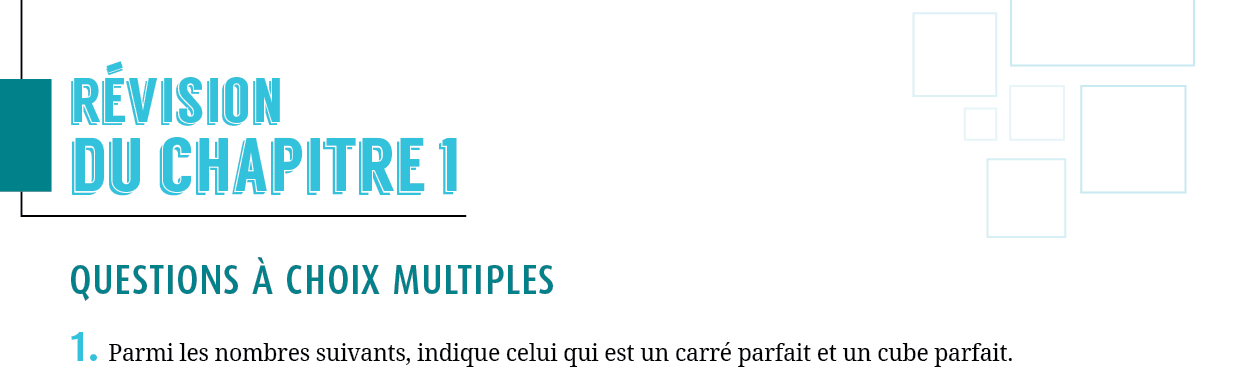 RÉVISION
DU CHAPITRE 1
QUESTIONS À CHOIX MULTIPLES
1. Parmi les nombres suivants, indique celui qui est un carré parfait et un cube parfait.